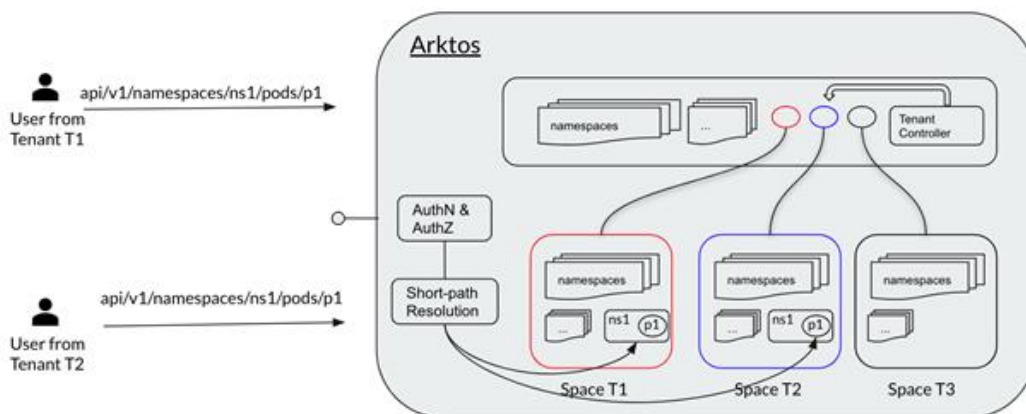 Arktos
api/v1/namespaces/ns1/pods/p1
User from
Tenant T1
namespaces
...
Tenant
Controller
AuthN &
AuthZ
Short-path
Resolution
api/v1/namespaces/ns1/pods/p1
User from
Tenant T2
namespaces
...
ns1
p1
Space T1
namespaces
...
ns1
p1
Space T2
namespaces
...
Space T3